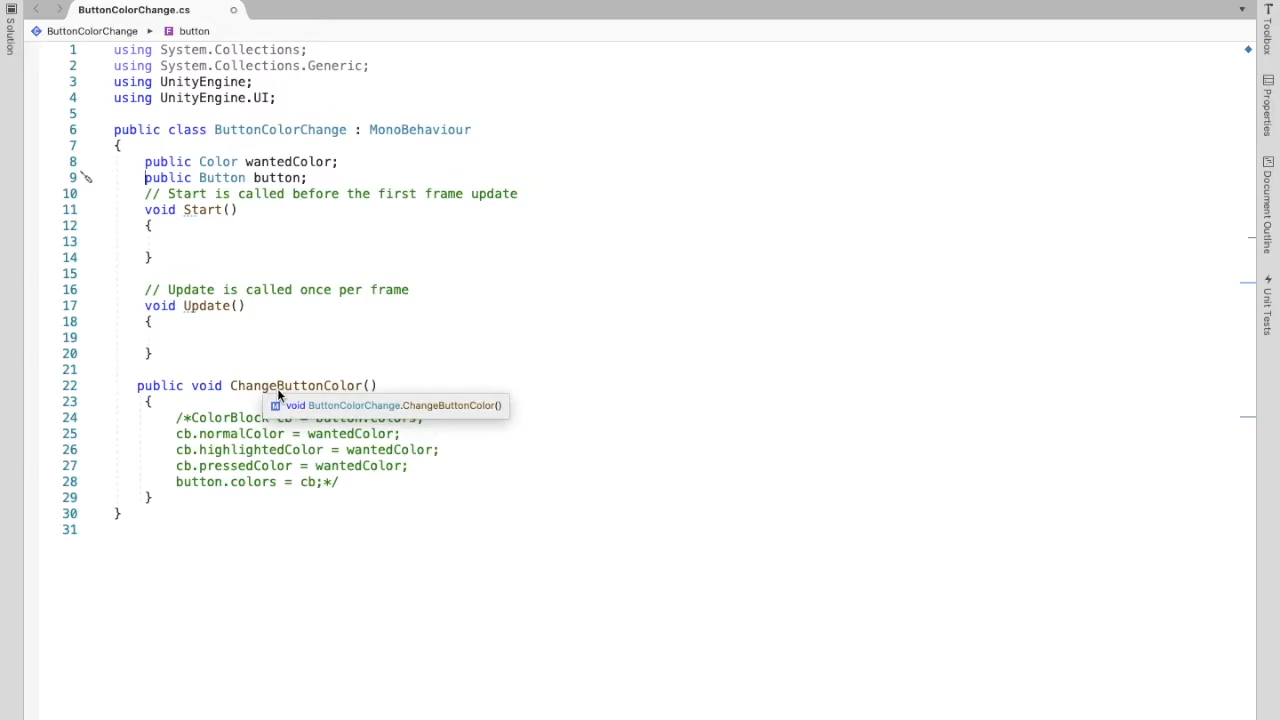 ButtonColorChange.cs
Solution
ButtonColorChange
button
1 using System.Collections;
2 using System.Collections.Generic;
3 using UnityEngine;
4 using UnityEngine.UI;
5
6 public class ButtonColorChange : MonoBehaviour
7 {
8 public Color wantedColor;
9 public Button button;
10 // Start is called before the first frame update
11 void Start()
12 {
13
14 }
15
16 // Update is called once per frame
17 void Update()
18 {
19
20 }
21
22 public void ChangeButtonColor()
23 {
void ButtonColorChange.ChangeButtonColor()
24 /*ColorBlock cb = button.colors;
25 cb.normalColor = wantedColor;
26 cb.highlightedColor = wantedColor;
27 cb.pressedColor = wantedColor;
28 button.colors = cb;*/
29 }
30 }
31
Toolbox
Properties
Document Outline
Unit Tests